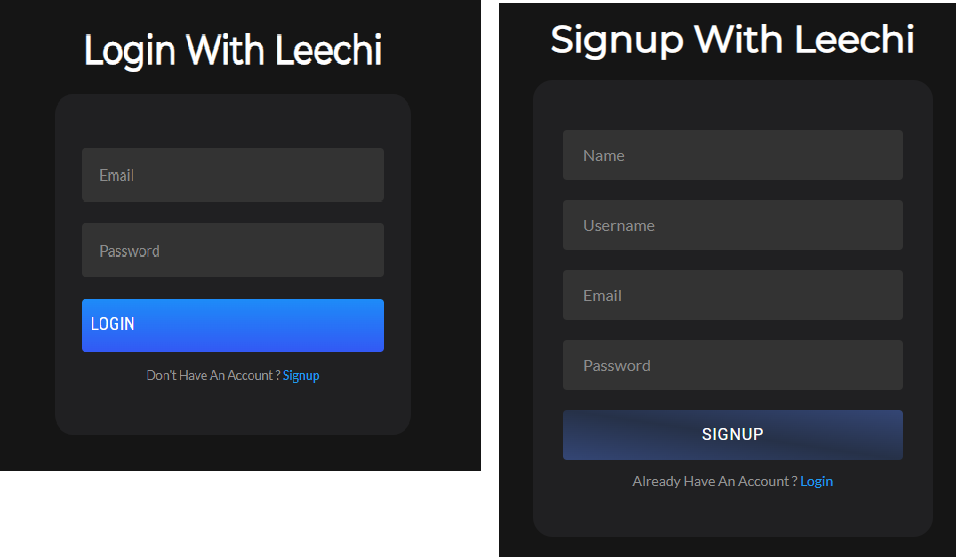 Login With Leechi
Email
Password
LOGIN
Don't Have An Account ? Signup
Signup With Leechi
Name
Username
Email
Password
SIGNUP
Already Have An Account ? Login